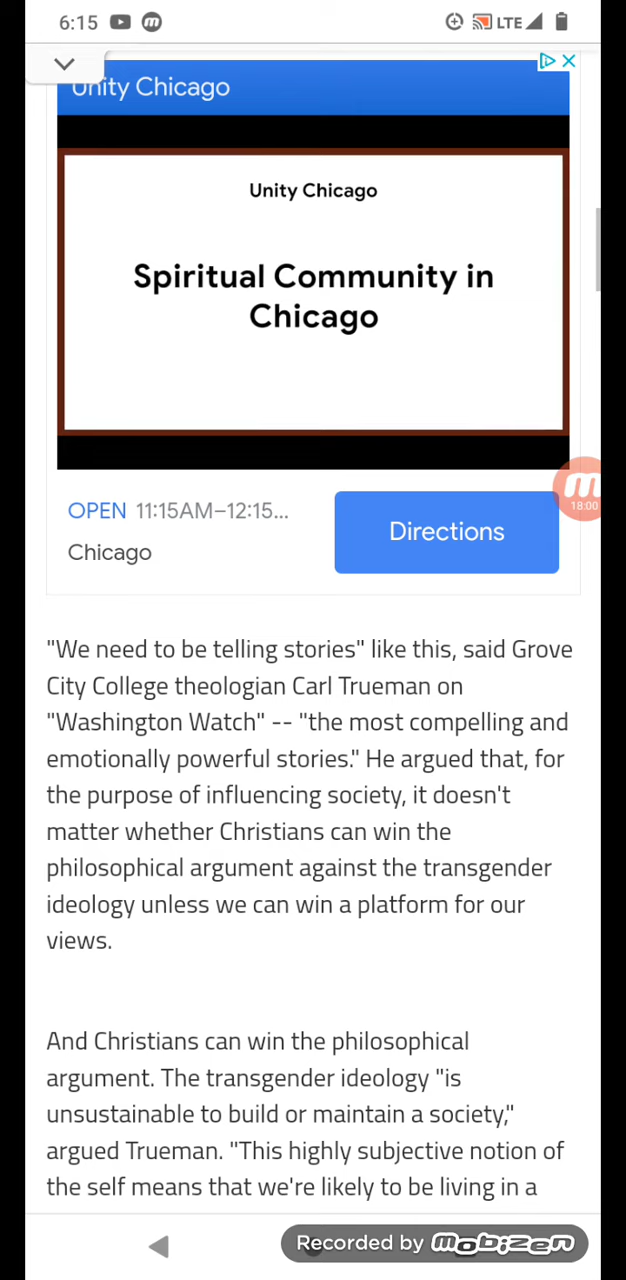 6:15
LTE
Unity Chicago
Unity Chicago
Spiritual Community in
Chicago
OPEN 11:15AM–12:15...
Chicago
Directions
18:00
"We need to be telling stories" like this, said Grove
City College theologian Carl Trueman on
"Washington Watch" -- "the most compelling and
emotionally powerful stories." He argued that, for
the purpose of influencing society, it doesn't
matter whether Christians can win the
philosophical argument against the transgender
ideology unless we can win a platform for our
views.
And Christians can win the philosophical
argument. The transgender ideology "is
unsustainable to build or maintain a society,"
argued Trueman. "This highly subjective notion of
the self means that we're likely to be living in a
Recorded by mobizen